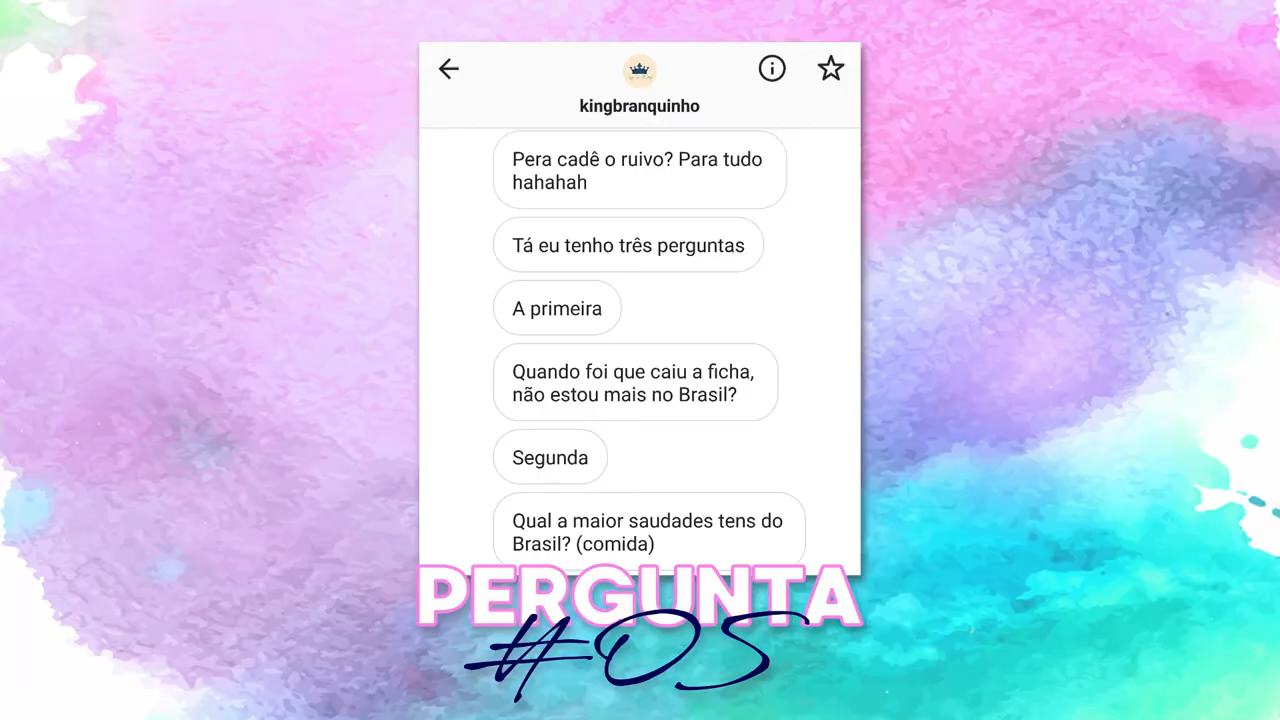 kingbranquinho
Pera cadê o ruivo? Para tudo
hahahah
Tá eu tenho três perguntas
A primeira
Quando foi que caiu a ficha,
não estou mais no Brasil?
Segunda
Qual a maior saudades tens do
Brasil? (comida)
PERGUNTA
#05